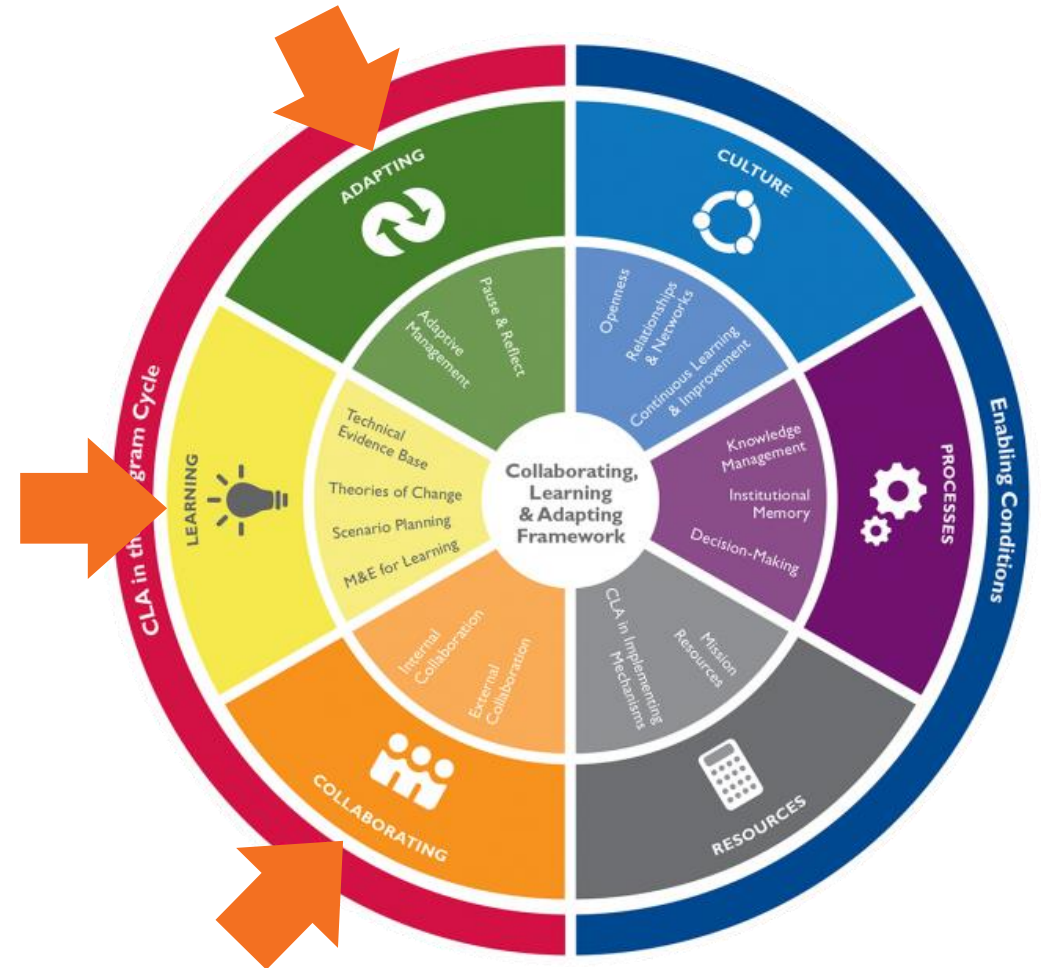 ADAPTING
Pause & Reflect
Adaptive
Management
CULTURE
Openness
Relationships
& Networks
Continuous Learning
& Improvement
CLA in th
gram Cycle
LEARNING
Technical
Evidence Base
Theories of Change
Scenario Planning
M&E for Learning
Collaborating,
Learning
& Adapting
Framework
Knowledge
Management
Institutional
Memory
Decision-Making
PROCESSES
Enabling Conditions
Internal
Collaboration
External
Collaboration
COLLABORATING
CLA in Implementing
Mechanisms
Mission
Resources
RESOURCES